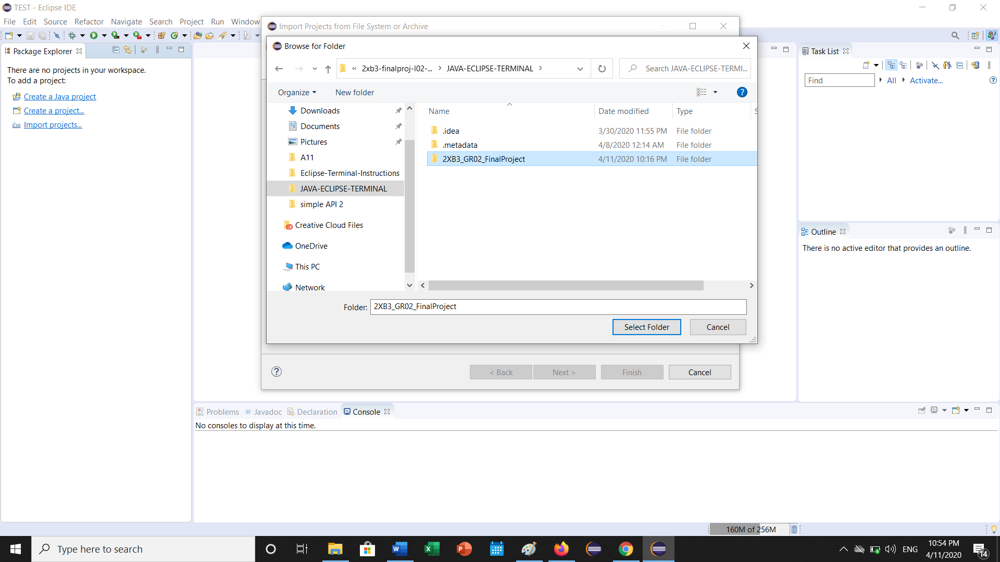 TEST - Eclipse IDE
File Edit Source Refactor Navigate Search Project Run Window
Import Projects from File System or Archive
Package Explorer
There are no projects in your workspace.
To add a project:
Create a Java project
Create a project...
Import projects...
Browse for Folder
« 2xb3-finalproj-l02-... > JAVA-ECLIPSE-TERMINAL >
Search JAVA-ECLIPSE-TERMI...
Organize
New folder
Downloads
Documents
Pictures
A11
Eclipse-Terminal-Instructions
JAVA-ECLIPSE-TERMINAL
simple API 2
Creative Cloud Files
OneDrive
This PC
Network
Name Date modified Type
.idea 3/30/2020 11:55 PM File folder
.metadata 4/8/2020 12:14 AM File folder
2XB3_GR02_FinalProject 4/11/2020 10:16 PM File folder
Folder: 2XB3_GR02_FinalProject
Select Folder Cancel
< Back Next > Finish Cancel
Task List
Find All Activate...
Outline
There is no active editor that provides an outline.
Problems @ Javadoc Declaration Console
No consoles to display at this time.
160M of 256M
Type here to search
ENG
10:54 PM
4/11/2020
14